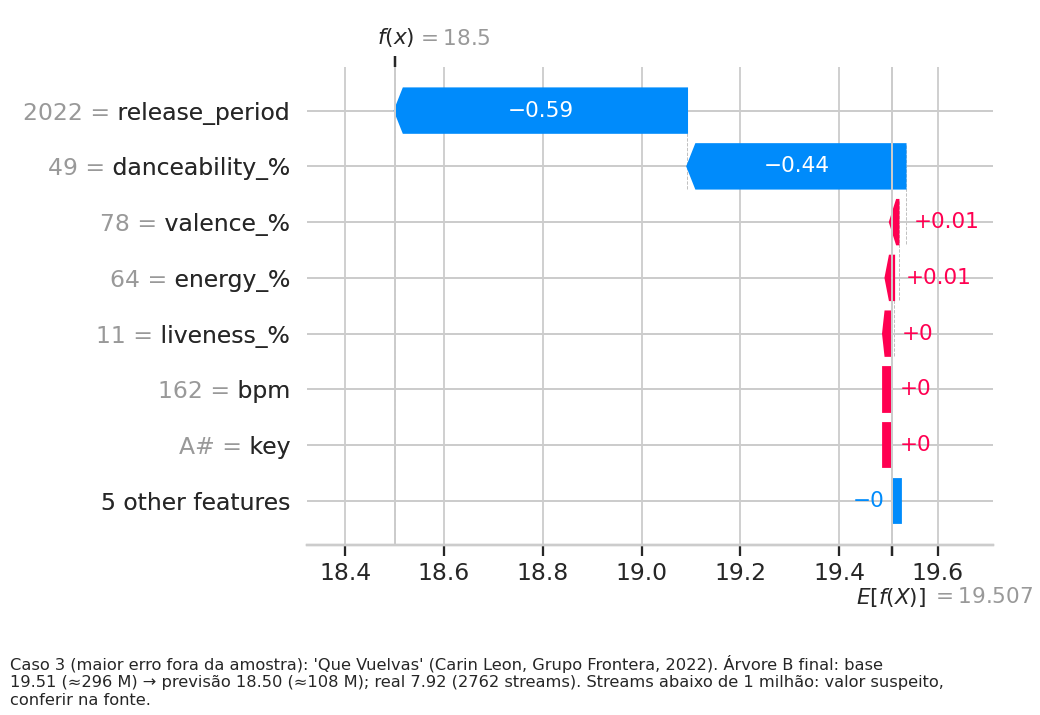 f(x) = 18.5
2022 = release_period
−0.59
49 = danceability_%
−0.44
78 = valence_%
+0.01
64 = energy_%
+0.01
11 = liveness_%
+0
162 = bpm
+0
A# = key
+0
5 other features
−0
18.4 18.6 18.8 19.0 19.2 19.4 19.6
E[f(X)] = 19.507
Caso 3 (maior erro fora da amostra): 'Que Vuelvas' (Carin Leon, Grupo Frontera, 2022). Árvore B final: base
19.51 (≈296 M) → previsão 18.50 (≈108 M); real 7.92 (2762 streams). Streams abaixo de 1 milhão: valor suspeito,
conferir na fonte.